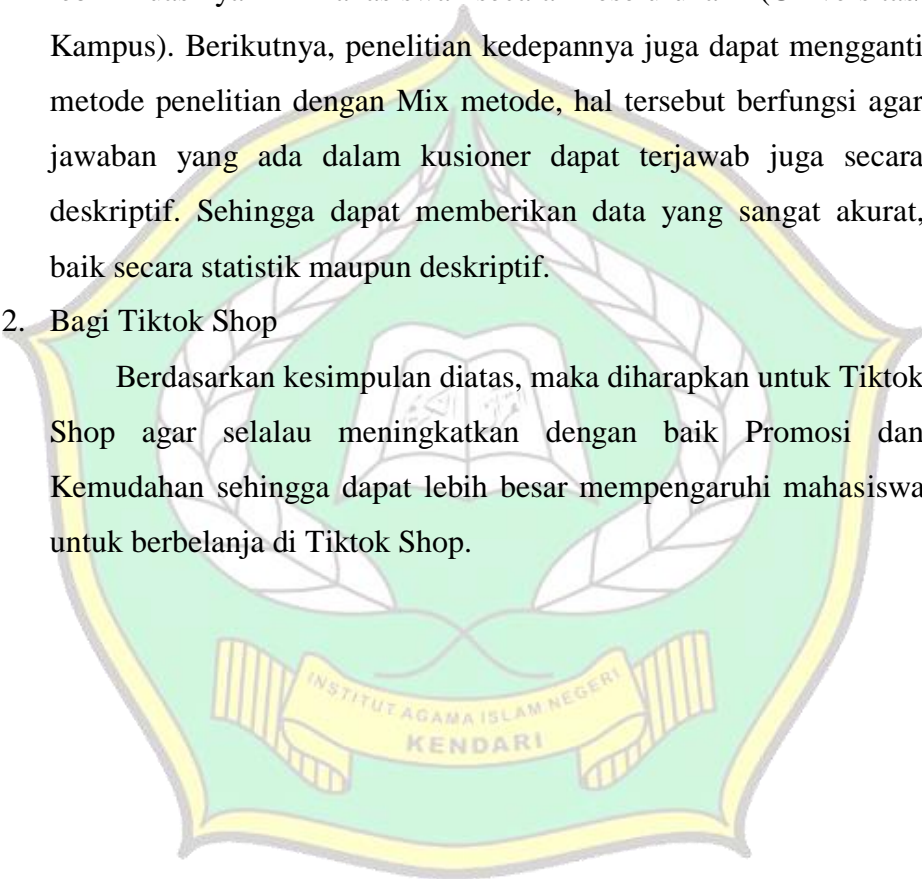 Kampus). Berikutnya, penelitian kedepannya juga dapat mengganti
metode penelitian dengan Mix metode, hal tersebut berfungsi agar
jawaban yang ada dalam kusioner dapat terjawab juga secara
deskriptif. Sehingga dapat memberikan data yang sangat akurat,
baik secara statistik maupun deskriptif.
2. Bagi Tiktok Shop
Berdasarkan kesimpulan diatas, maka diharapkan untuk Tiktok
Shop agar selalau meningkatkan dengan baik Promosi dan
Kemudahan sehingga dapat lebih besar mempengaruhi mahasiswa
untuk berbelanja di Tiktok Shop.
INSTITUT AGAMA ISLAM NEGERI
KENDARI